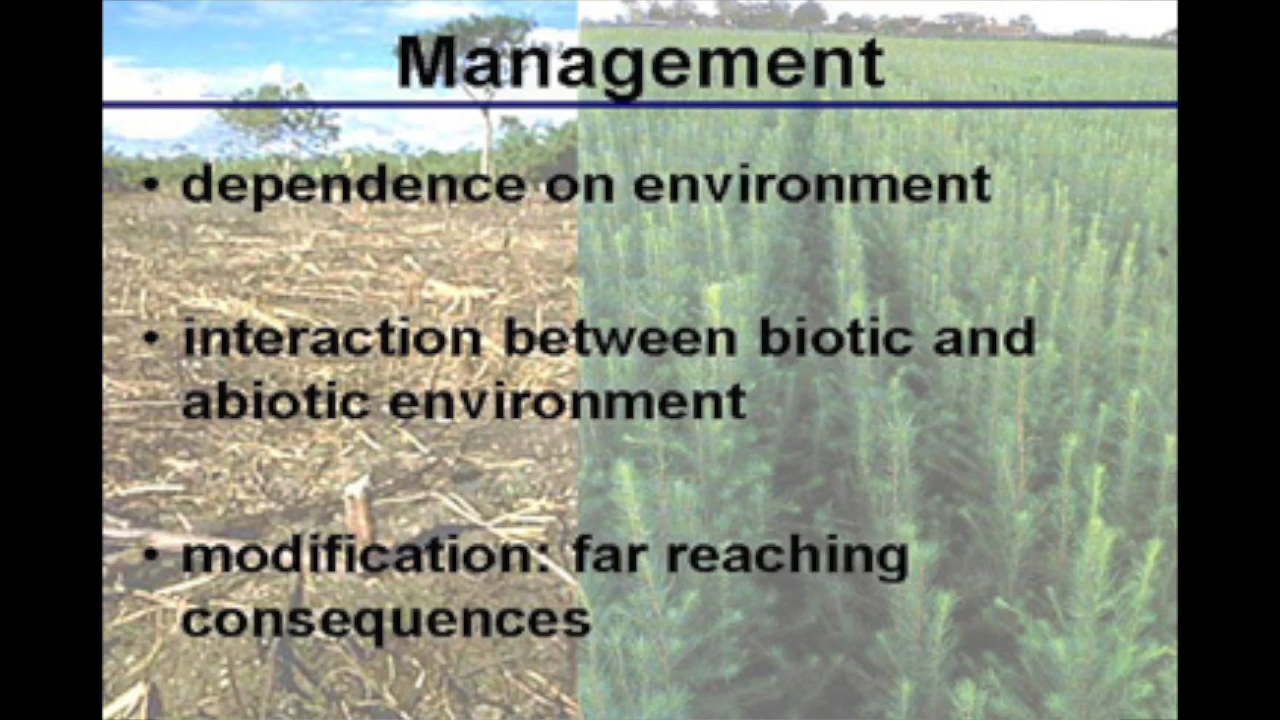 Management
• dependence on environment
• interaction between biotic and
abiotic environment
• modification: far reaching
consequences